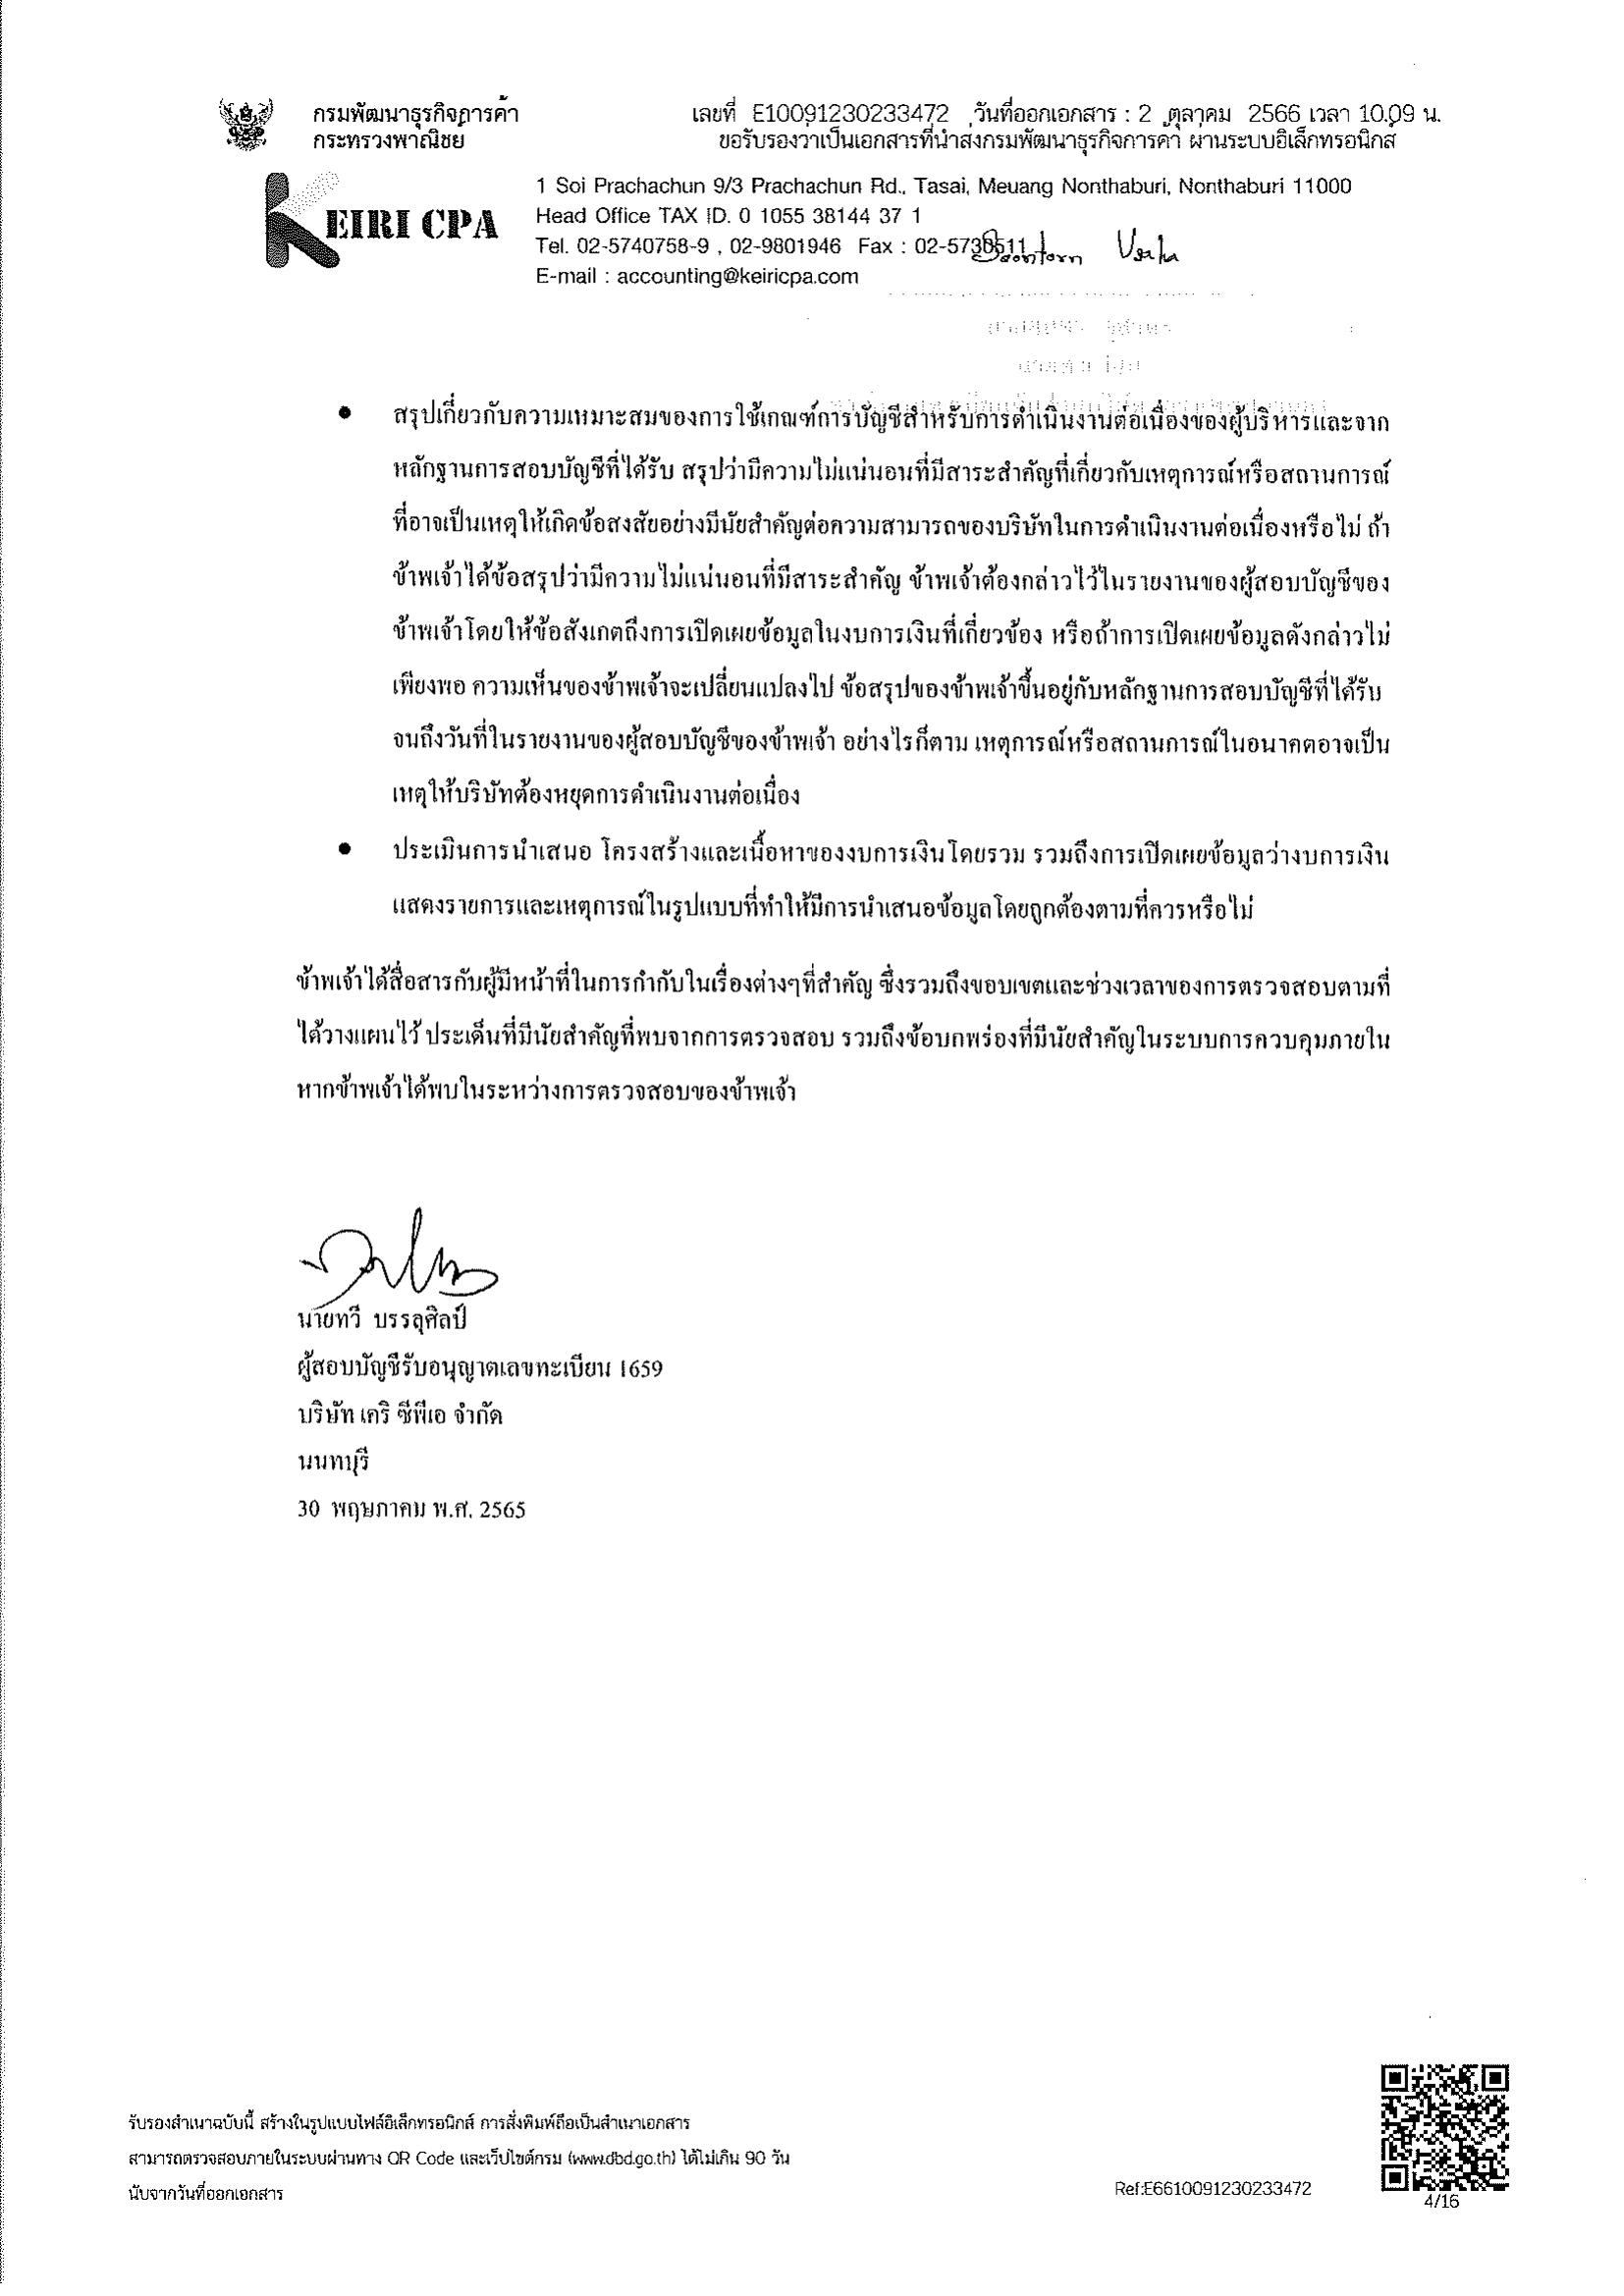 กรมพัฒนาธุรกิจการค้า
กระทรวงพาณิชย์
เลขที่ E10091230233472 วันที่ออกเอกสาร : 2 ตุลาคม 2566 เวลา 10.09 น.
ขอรับรองว่าเป็นเอกสารที่นำส่งกรมพัฒนาธุรกิจการค้า ผ่านระบบอิเล็กทรอนิกส์
KEIRI CPA
1 Soi Prachachun 9/3 Prachachun Rd., Tasai, Meuang Nonthaburi, Nonthaburi 11000
Head Office TAX ID. 0 1055 38144 37 1
Tel. 02-5740758-9 , 02-9801946 Fax : 02-5730511
E-mail : accounting@keiricpa.com
● สรุปเกี่ยวกับความเหมาะสมของการใช้เกณฑ์การบัญชีสำหรับการดำเนินงานต่อเนื่องของผู้บริหารและจาก
หลักฐานการสอบบัญชีที่ได้รับ สรุปว่ามีความไม่แน่นอนที่มีสาระสำคัญที่เกี่ยวกับเหตุการณ์หรือสถานการณ์
ที่อาจเป็นเหตุให้เกิดข้อสงสัยอย่างมีนัยสำคัญต่อความสามารถของบริษัทในการดำเนินงานต่อเนื่องหรือไม่ ถ้า
ข้าพเจ้าได้ข้อสรุปว่ามีความไม่แน่นอนที่มีสาระสำคัญ ข้าพเจ้าต้องกล่าวไว้ในรายงานของผู้สอบบัญชีของ
ข้าพเจ้าโดยให้ข้อสังเกตถึงการเปิดเผยข้อมูลในงบการเงินที่เกี่ยวข้อง หรือถ้าการเปิดเผยข้อมูลดังกล่าวไม่
เพียงพอ ความเห็นของข้าพเจ้าจะเปลี่ยนแปลงไป ข้อสรุปของข้าพเจ้าขึ้นอยู่กับหลักฐานการสอบบัญชีที่ได้รับ
จนถึงวันที่ในรายงานของผู้สอบบัญชีของข้าพเจ้า อย่างไรก็ตาม เหตุการณ์หรือสถานการณ์ในอนาคตอาจเป็น
เหตุให้บริษัทต้องหยุดการดำเนินงานต่อเนื่อง
● ประเมินการนำเสนอ โครงสร้างและเนื้อหาของงบการเงินโดยรวม รวมถึงการเปิดเผยข้อมูลว่างบการเงิน
แสดงรายการและเหตุการณ์ในรูปแบบที่ทำให้มีการนำเสนอข้อมูลโดยถูกต้องตามที่ควรหรือไม่
ข้าพเจ้าได้สื่อสารกับผู้มีหน้าที่ในการกำกับในเรื่องต่างๆที่สำคัญ ซึ่งรวมถึงขอบเขตและช่วงเวลาของการตรวจสอบตามที่
ได้วางแผนไว้ ประเด็นที่มีนัยสำคัญที่พบจากการตรวจสอบ รวมถึงข้อบกพร่องที่มีนัยสำคัญในระบบการควบคุมภายใน
หากข้าพเจ้าได้พบในระหว่างการตรวจสอบของข้าพเจ้า
นายทวี บรรลุศิลป์
ผู้สอบบัญชีรับอนุญาตเลขทะเบียน 1659
บริษัท เคริ ซีพีเอ จำกัด
นนทบุรี
30 พฤษภาคม พ.ศ. 2565
รับรองสำเนาฉบับนี้ สร้างในรูปแบบไฟล์อิเล็กทรอนิกส์ การสั่งพิมพ์ถือเป็นสำเนาเอกสาร
สามารถตรวจสอบภายในระบบผ่านทาง QR Code และเว็บไซต์กรม (www.dbd.go.th) ได้ไม่เกิน 90 วัน
นับจากวันที่ออกเอกสาร
Ref:E6610091230233472
4/16